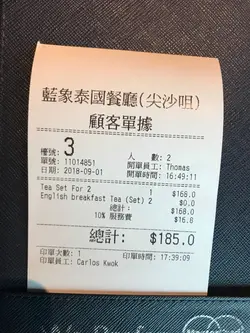 藍象泰國餐廳(尖沙咀)
顧客單據
檯號: 3 人 數: 2
單號: 11014851 開單員工: Thomas
日期: 2018-09-01 開單時間: 16:49:11
Tea Set For 2 1 $168.0
English breakfast Tea (Set) 2 $0.0
總計: $168.0
10% 服務費 $16.8
總計: $185.0
印單次數: 1 印單時間: 17:39:09
印單員工: Carlos Kwok